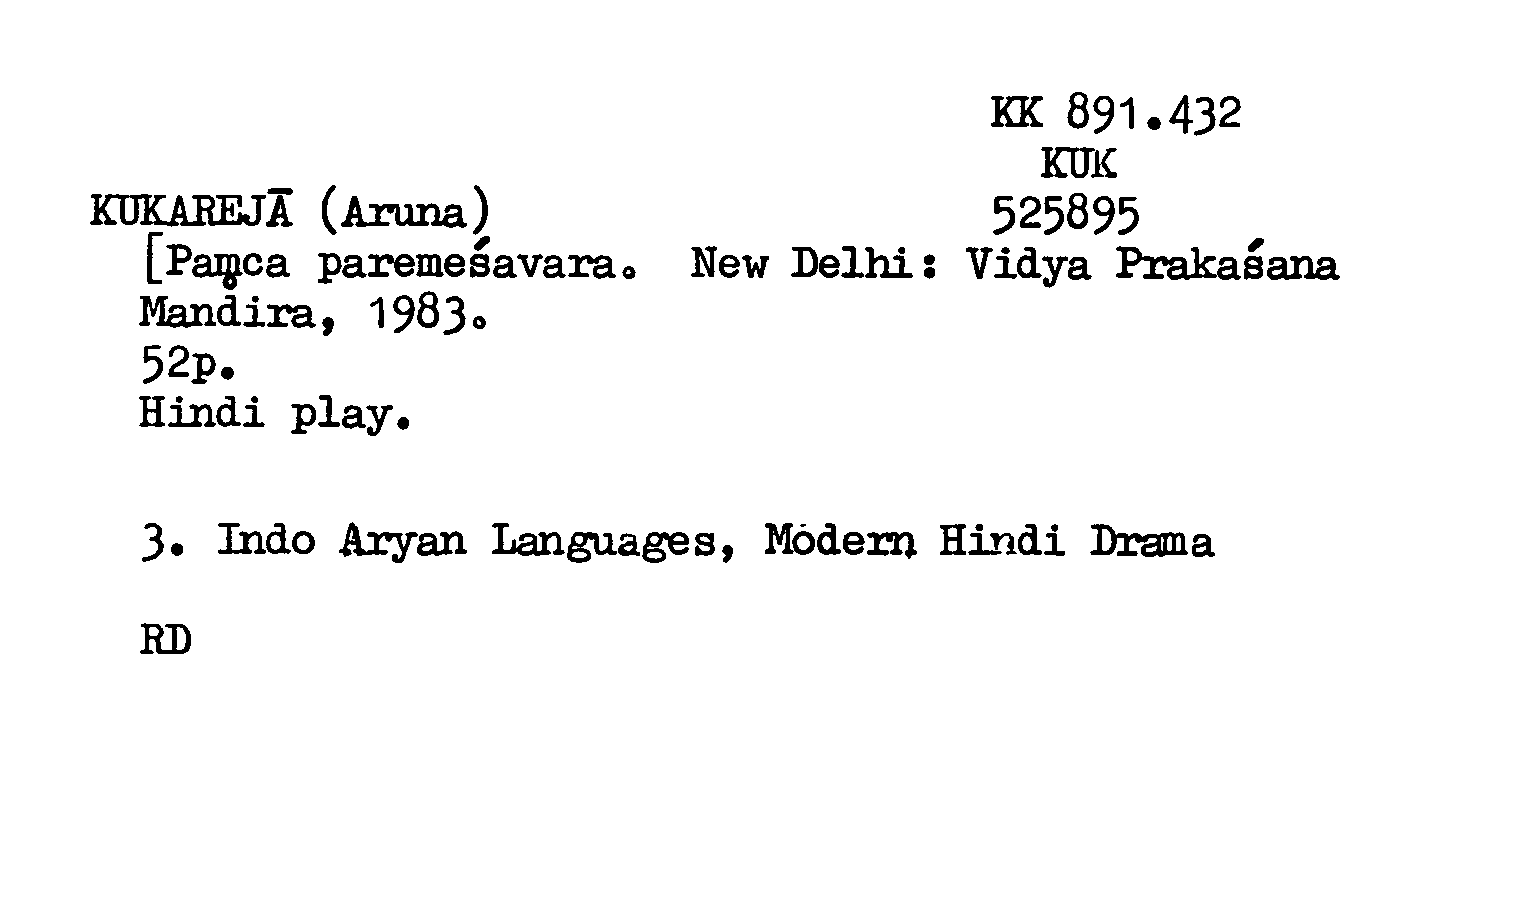 KK 891.432
KUK
KUKAREJĀ (Aruna) 525895
[Paṃca paremeśavara. New Delhi: Vidya Prakaśana
Mandira, 1983.
52p.
Hindi play.
3. Indo Aryan Languages, Modern Hindi Drama
RD